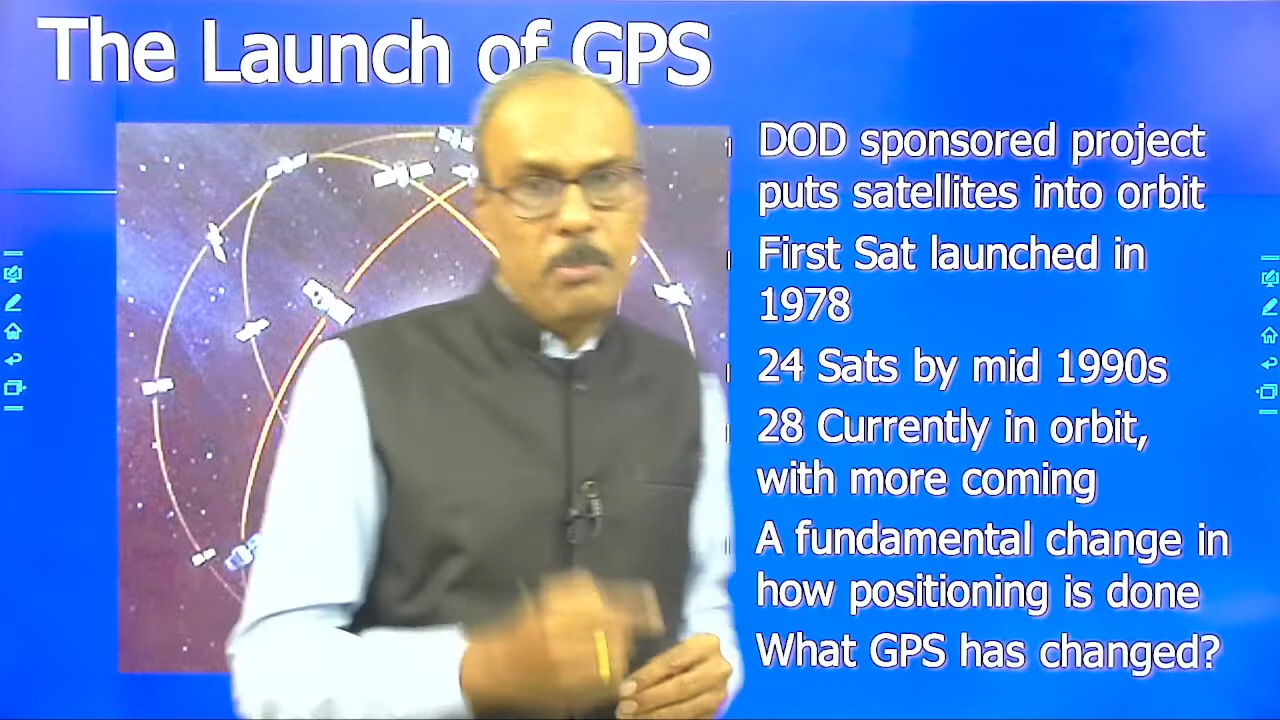 The Launch of GPS
DOD sponsored project
puts satellites into orbit
First Sat launched in
1978
24 Sats by mid 1990s
28 Currently in orbit,
with more coming
A fundamental change in
how positioning is done
What GPS has changed?